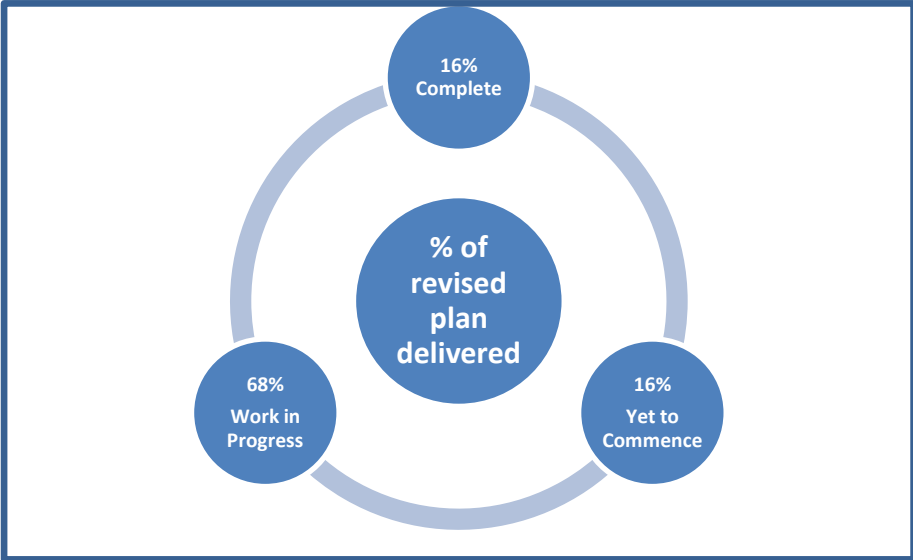 16%
Complete
% of
revised
plan
delivered
68%
Work in
Progress
16%
Yet to
Commence